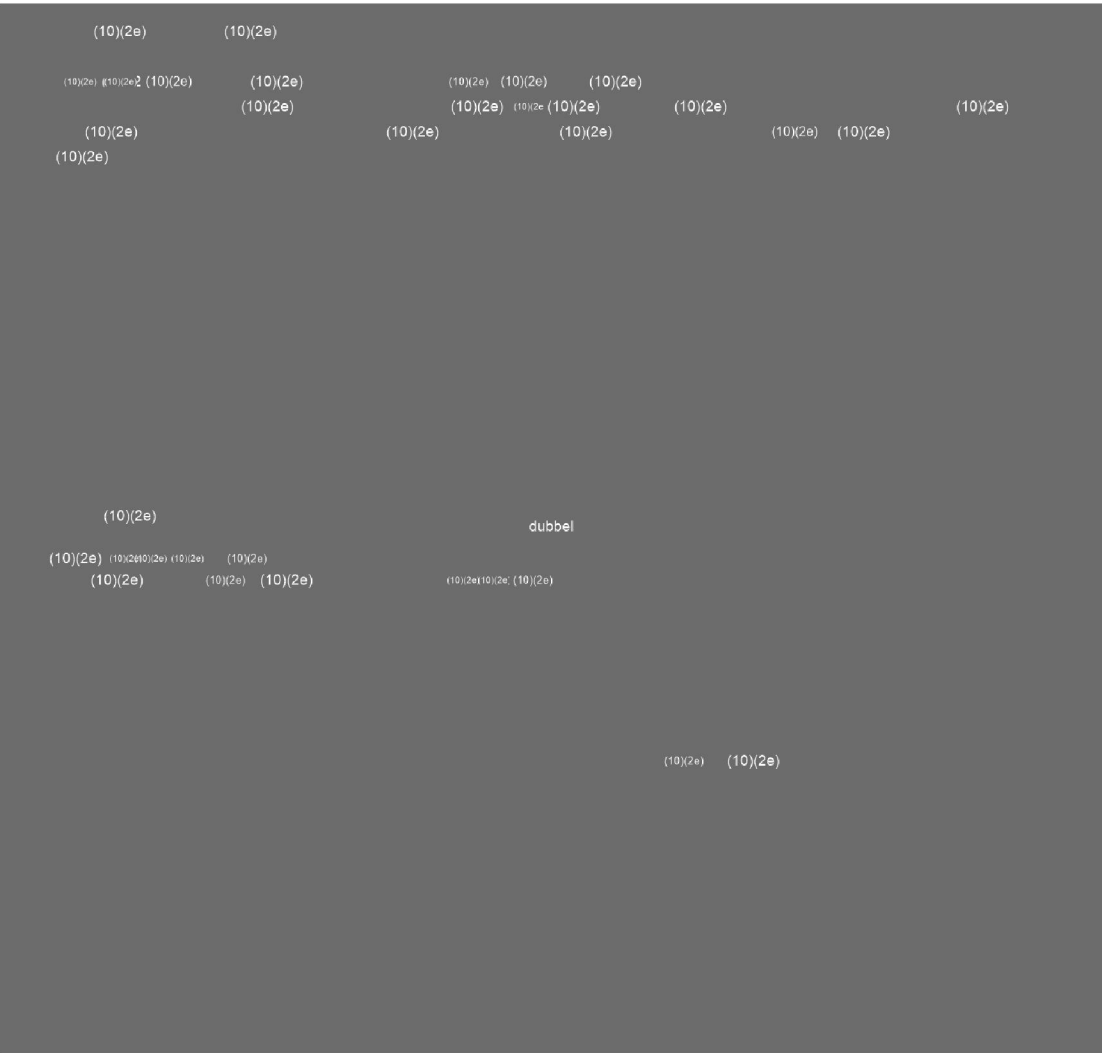 (10)(2e) (10)(2e)
(10)(2e) (10)(2e) (10)(2e) (10)(2e) (10)(2e) (10)(2e) (10)(2e)
(10)(2e) (10)(2e) (10)(2e (10)(2e) (10)(2e) (10)(2e)
(10)(2e) (10)(2e) (10)(2e) (10)(2e) (10)(2e)
(10)(2e)
(10)(2e)
dubbel
(10)(2e) (10)(2e (10)(2e) (10)(2e) (10)(2e)
(10)(2e) (10)(2e) (10)(2e) (10)(2e) (10)(2e (10)(2e)
(10)(2e) (10)(2e)